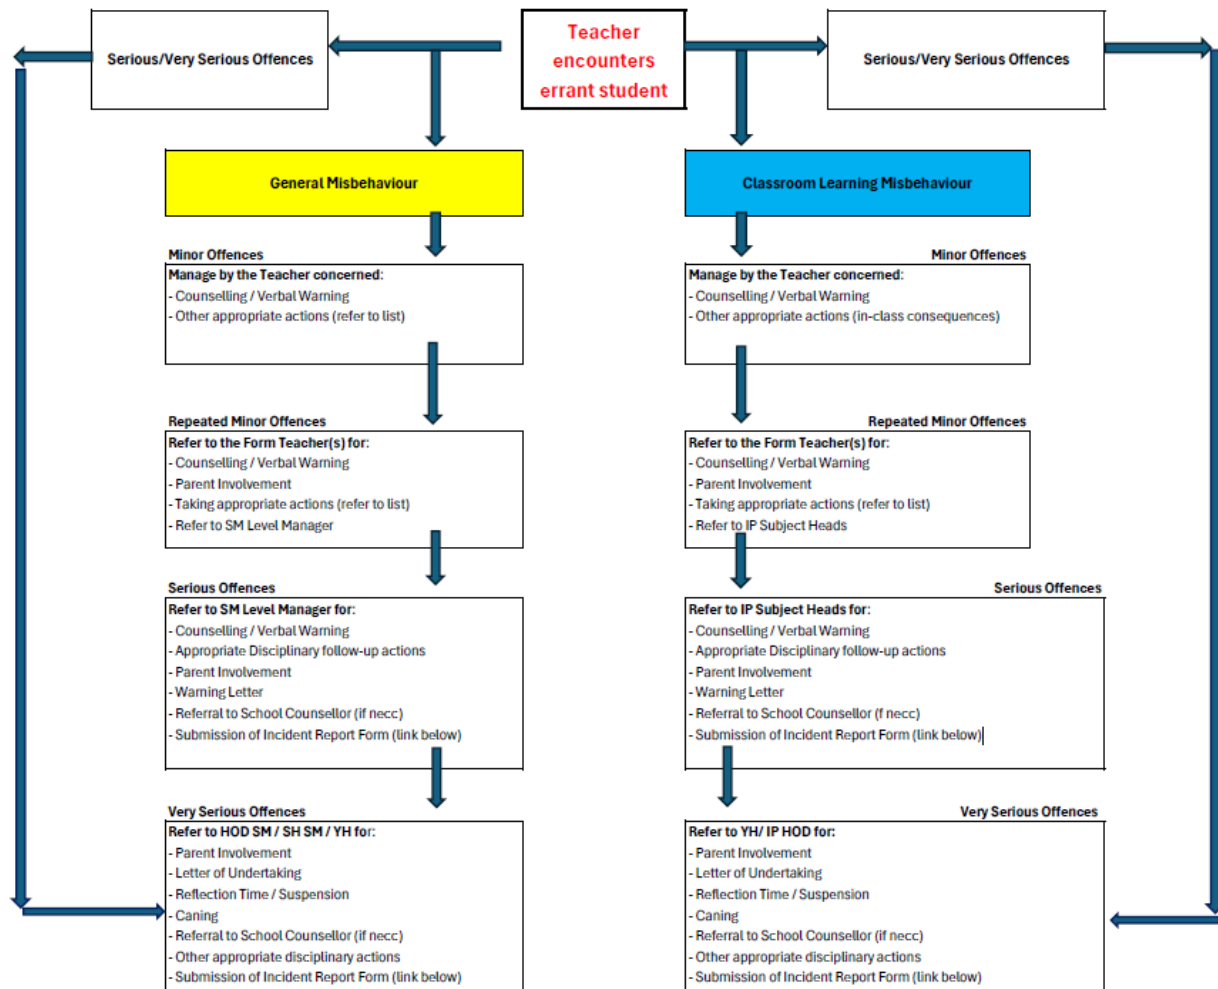 Serious/Very Serious Offences
Teacher
encounters
errant student
Serious/Very Serious Offences
General Misbehaviour
Classroom Learning Misbehaviour
Minor Offences
Manage by the Teacher concerned:
- Counselling / Verbal Warning
- Other appropriate actions (refer to list)
Minor Offences
Manage by the Teacher concerned:
- Counselling / Verbal Warning
- Other appropriate actions (in-class consequences)
Repeated Minor Offences
Refer to the Form Teacher(s) for:
- Counselling / Verbal Warning
- Parent Involvement
- Taking appropriate actions (refer to list)
- Refer to SM Level Manager
Repeated Minor Offences
Refer to the Form Teacher(s) for:
- Counselling / Verbal Warning
- Parent Involvement
- Taking appropriate actions (refer to list)
- Refer to IP Subject Heads
Serious Offences
Refer to SM Level Manager for:
- Counselling / Verbal Warning
- Appropriate Disciplinary follow-up actions
- Parent Involvement
- Warning Letter
- Referral to School Counsellor (if necc)
- Submission of Incident Report Form (link below)
Serious Offences
Refer to IP Subject Heads for:
- Counselling / Verbal Warning
- Appropriate Disciplinary follow-up actions
- Parent Involvement
- Warning Letter
- Referral to School Counsellor (f necc)
- Submission of Incident Report Form (link below)
Very Serious Offences
Refer to HOD SM / SH SM / YH for:
- Parent Involvement
- Letter of Undertaking
- Reflection Time / Suspension
- Caning
- Referral to School Counsellor (if necc)
- Other appropriate disciplinary actions
- Submission of Incident Report Form (link below)
Very Serious Offences
Refer to YH/ IP HOD for:
- Parent Involvement
- Letter of Undertaking
- Reflection Time / Suspension
- Caning
- Referral to School Counsellor (if necc)
- Other appropriate disciplinary actions
- Submission of Incident Report Form (link below)